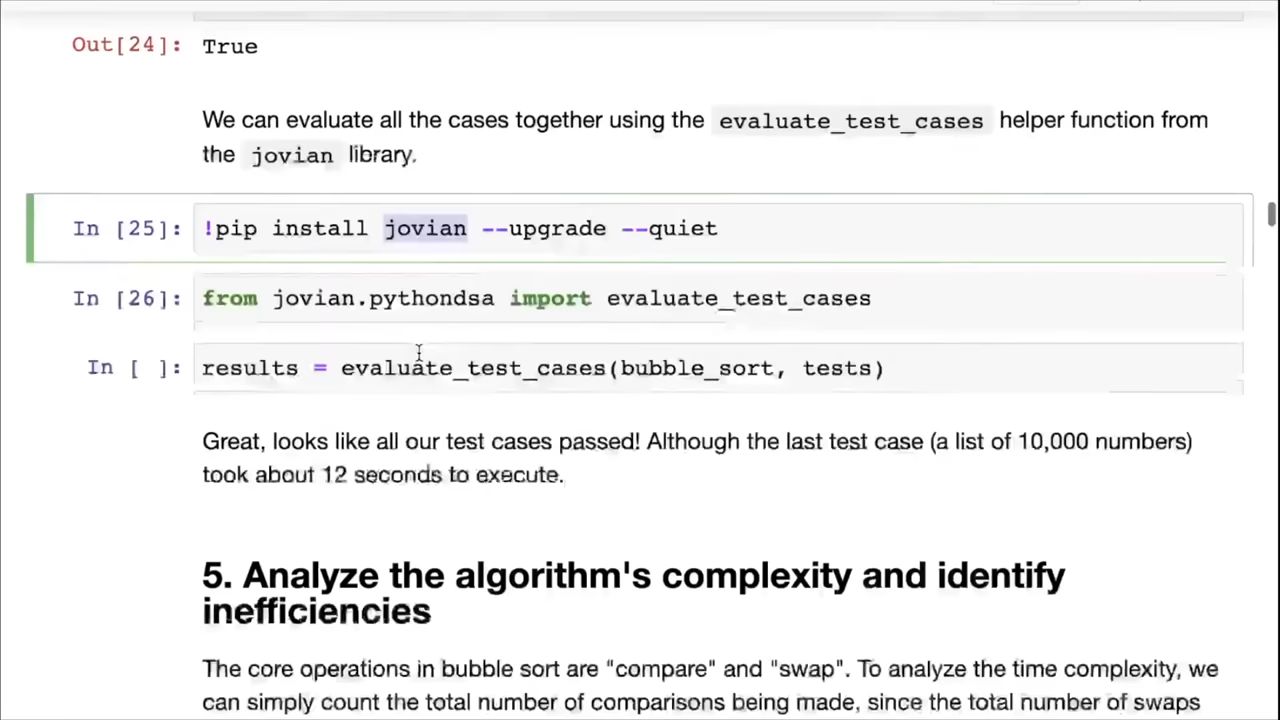 Out[24]: True
We can evaluate all the cases together using the evaluate_test_cases helper function from
the jovian library.
In [25]: !pip install jovian --upgrade --quiet
In [26]: from jovian.pythondsa import evaluate_test_cases
In [ ]: results = evaluate_test_cases(bubble_sort, tests)
Great, looks like all our test cases passed! Although the last test case (a list of 10,000 numbers)
took about 12 seconds to execute.
5. Analyze the algorithm's complexity and identify
inefficiencies
The core operations in bubble sort are "compare" and "swap". To analyze the time complexity, we
can simply count the total number of comparisons being made, since the total number of swaps